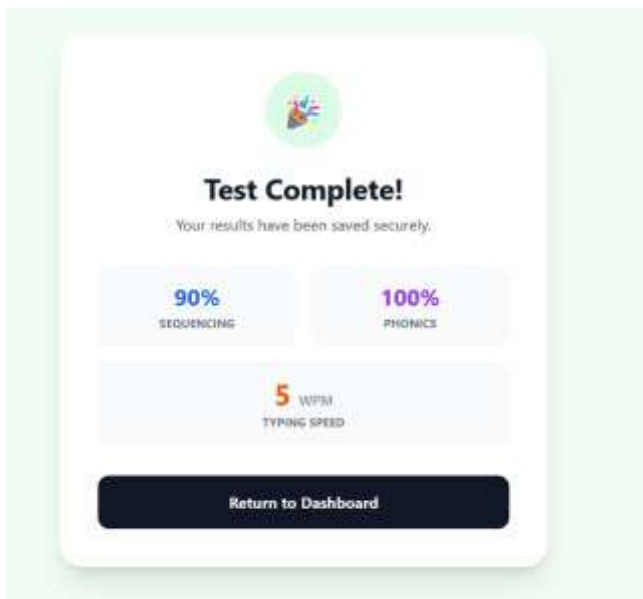 Test Complete!
Your results have been saved securely.
90%
SEQUENCING
100%
PHONICS
5 WPM
TYPING SPEED
Return to Dashboard